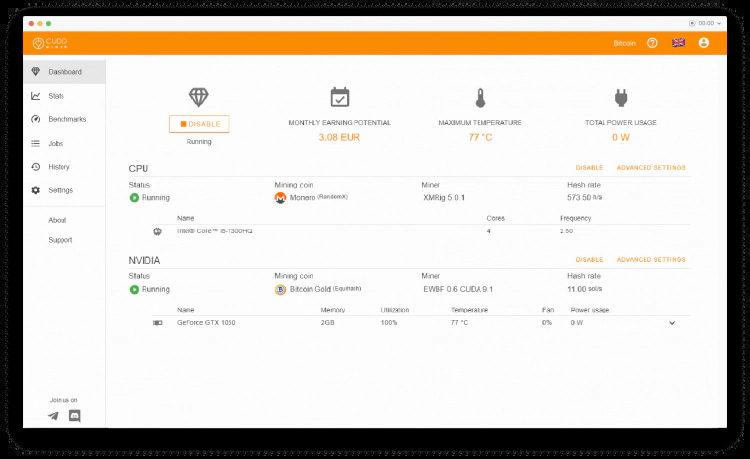 00:00
CUDO
MINER
Bitcoin
Dashboard
Stats
Benchmarks
Jobs
History
Settings
About
Support
Join us on
DISABLE
Running
MONTHLY EARNING POTENTIAL
3.08 EUR
MAXIMUM TEMPERATURE
77 °C
TOTAL POWER USAGE
0 W
CPU DISABLE ADVANCED SETTINGS
Status Mining coin Miner Hash rate
Running Monero (RandomX) XMRig 5.0.1 573.50 h/s
Name Cores Frequency
Intel® Core™ i5-7300HQ 4 2.50
NVIDIA DISABLE ADVANCED SETTINGS
Status Mining coin Miner Hash rate
Running Bitcoin Gold (Equihash) EWBF 0.6 CUDA 9.1 11.00 sol/s
Name Memory Utilization Temperature Fan Power usage
GeForce GTX 1050 2GB 100% 77 °C 0% 0 W